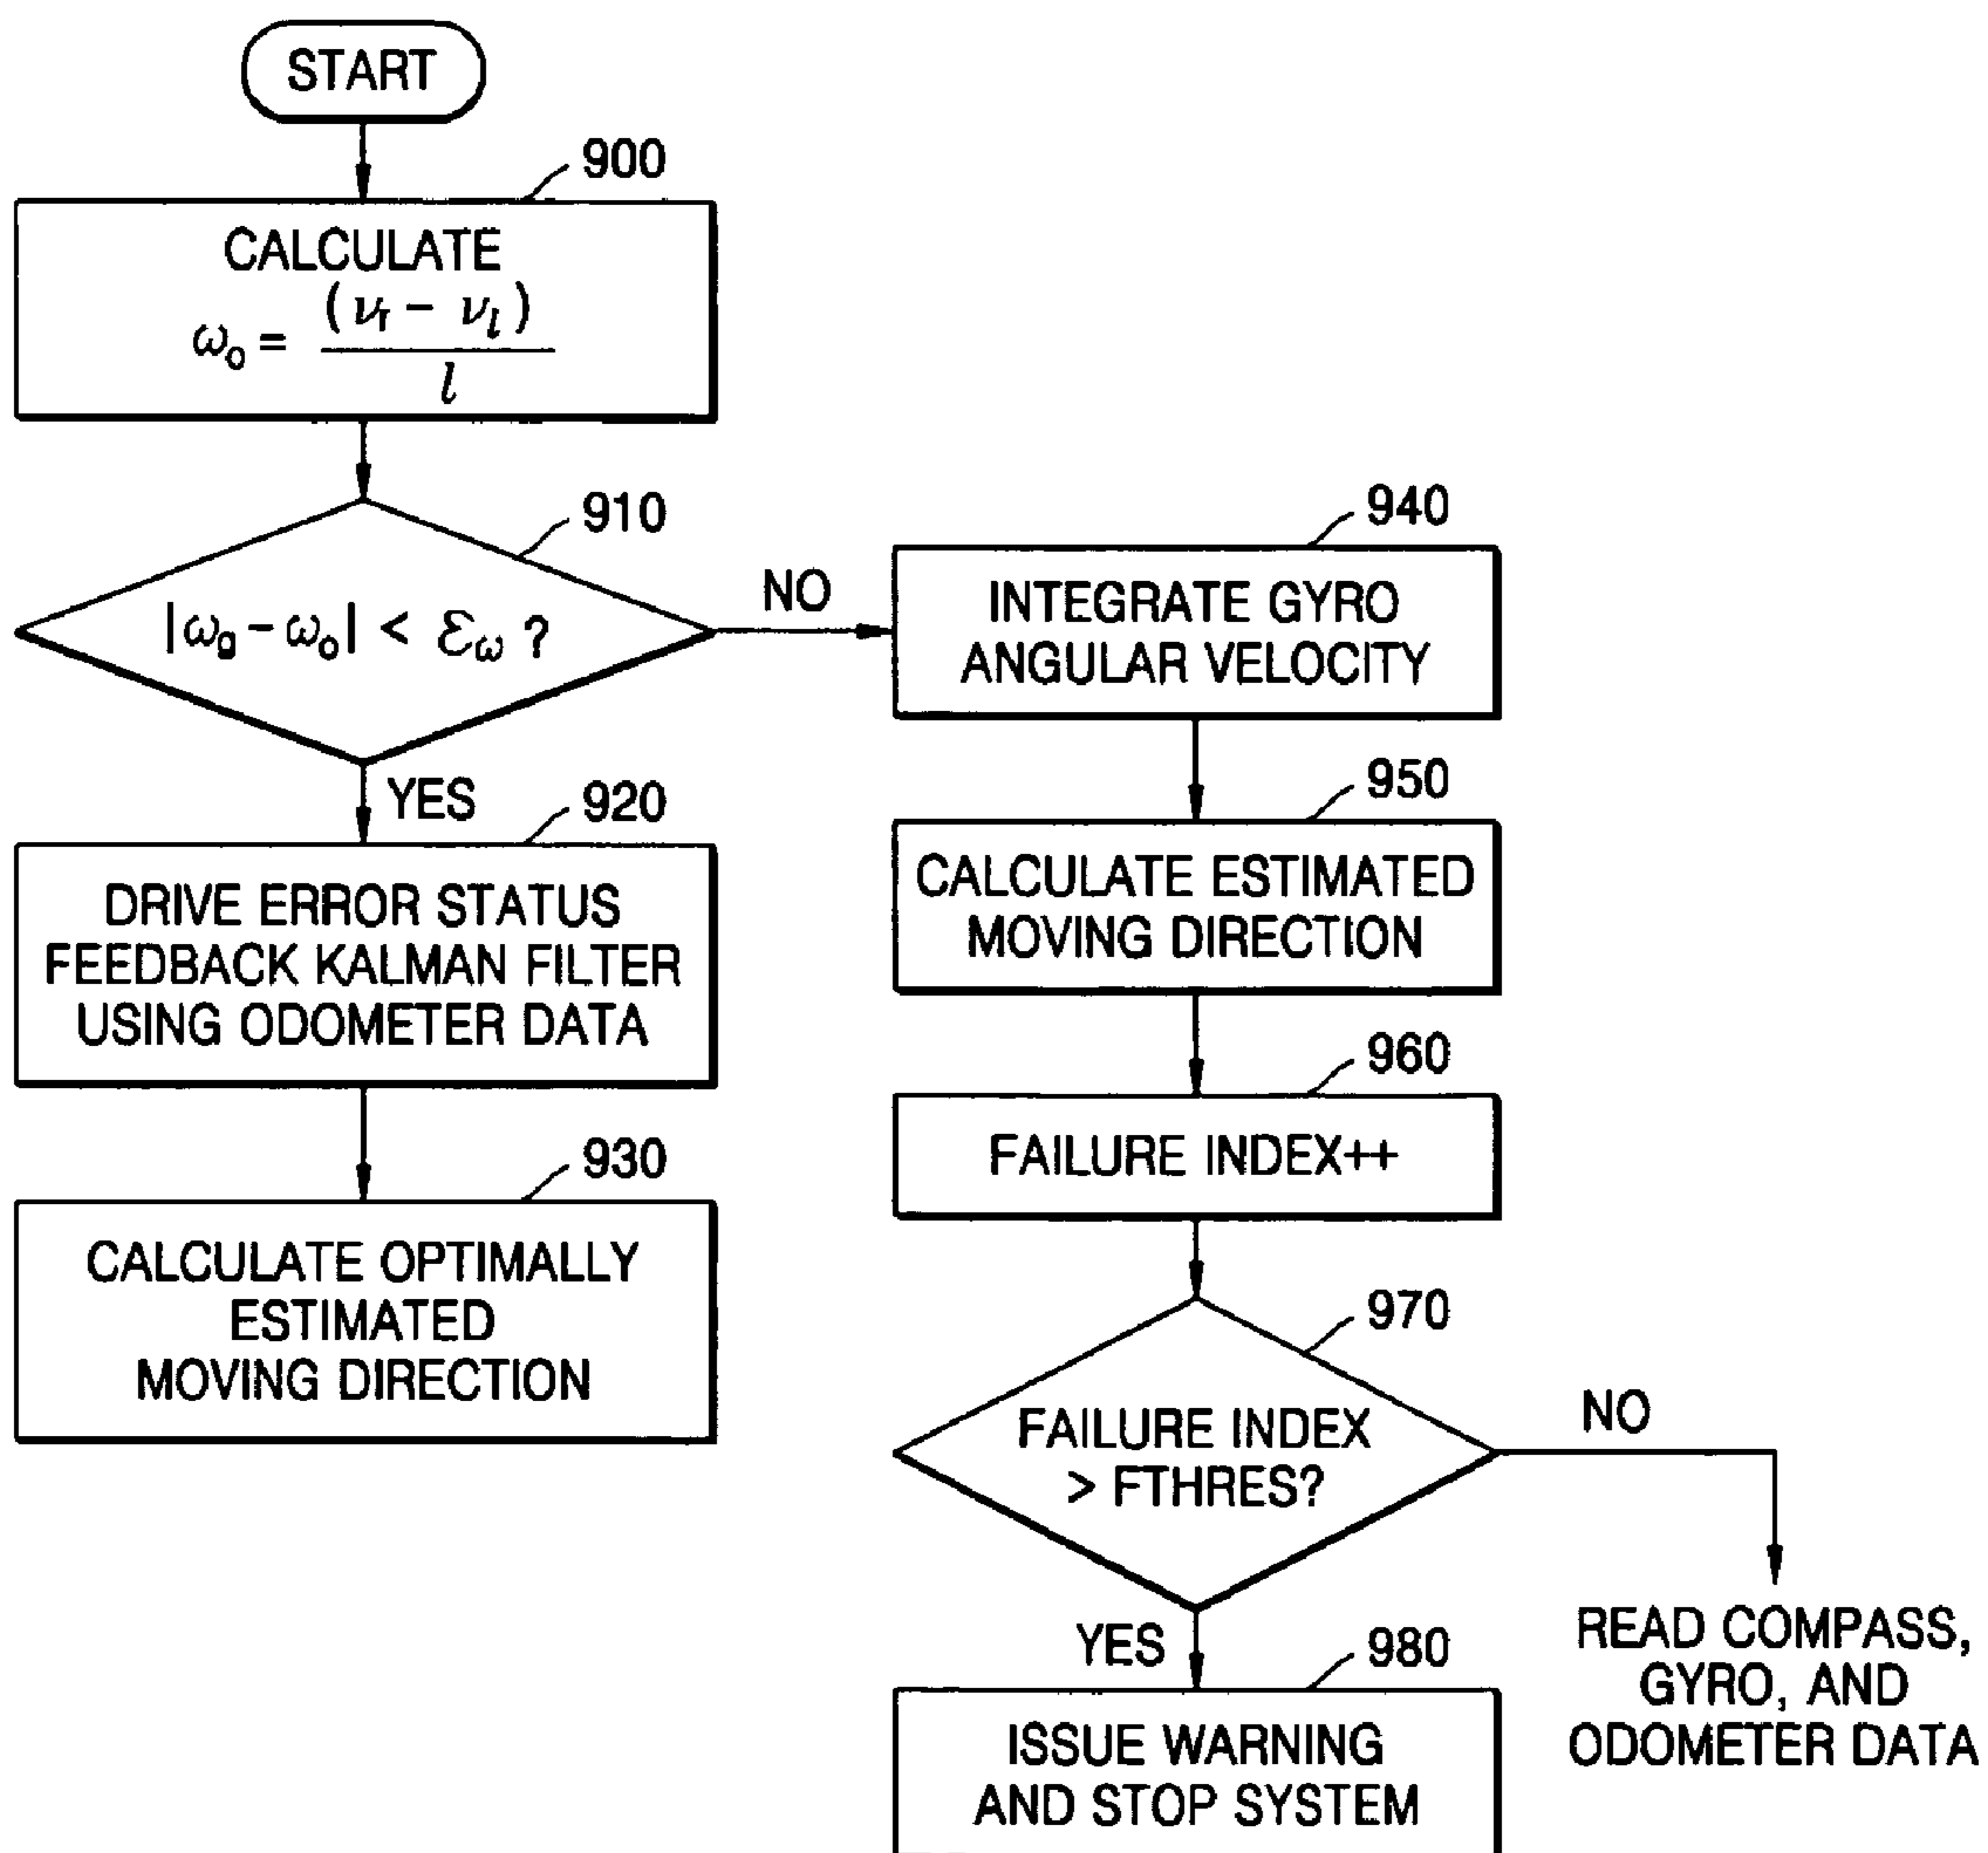 START
900
CALCULATE
ω₀ = (νr − νl) / l
910
|ωg − ω₀| < εω ?
NO
YES
920
DRIVE ERROR STATUS
FEEDBACK KALMAN FILTER
USING ODOMETER DATA
930
CALCULATE OPTIMALLY
ESTIMATED
MOVING DIRECTION
940
INTEGRATE GYRO
ANGULAR VELOCITY
950
CALCULATE ESTIMATED
MOVING DIRECTION
960
FAILURE INDEX++
970
FAILURE INDEX
> FTHRES?
NO
READ COMPASS,
GYRO, AND
ODOMETER DATA
YES
980
ISSUE WARNING
AND STOP SYSTEM